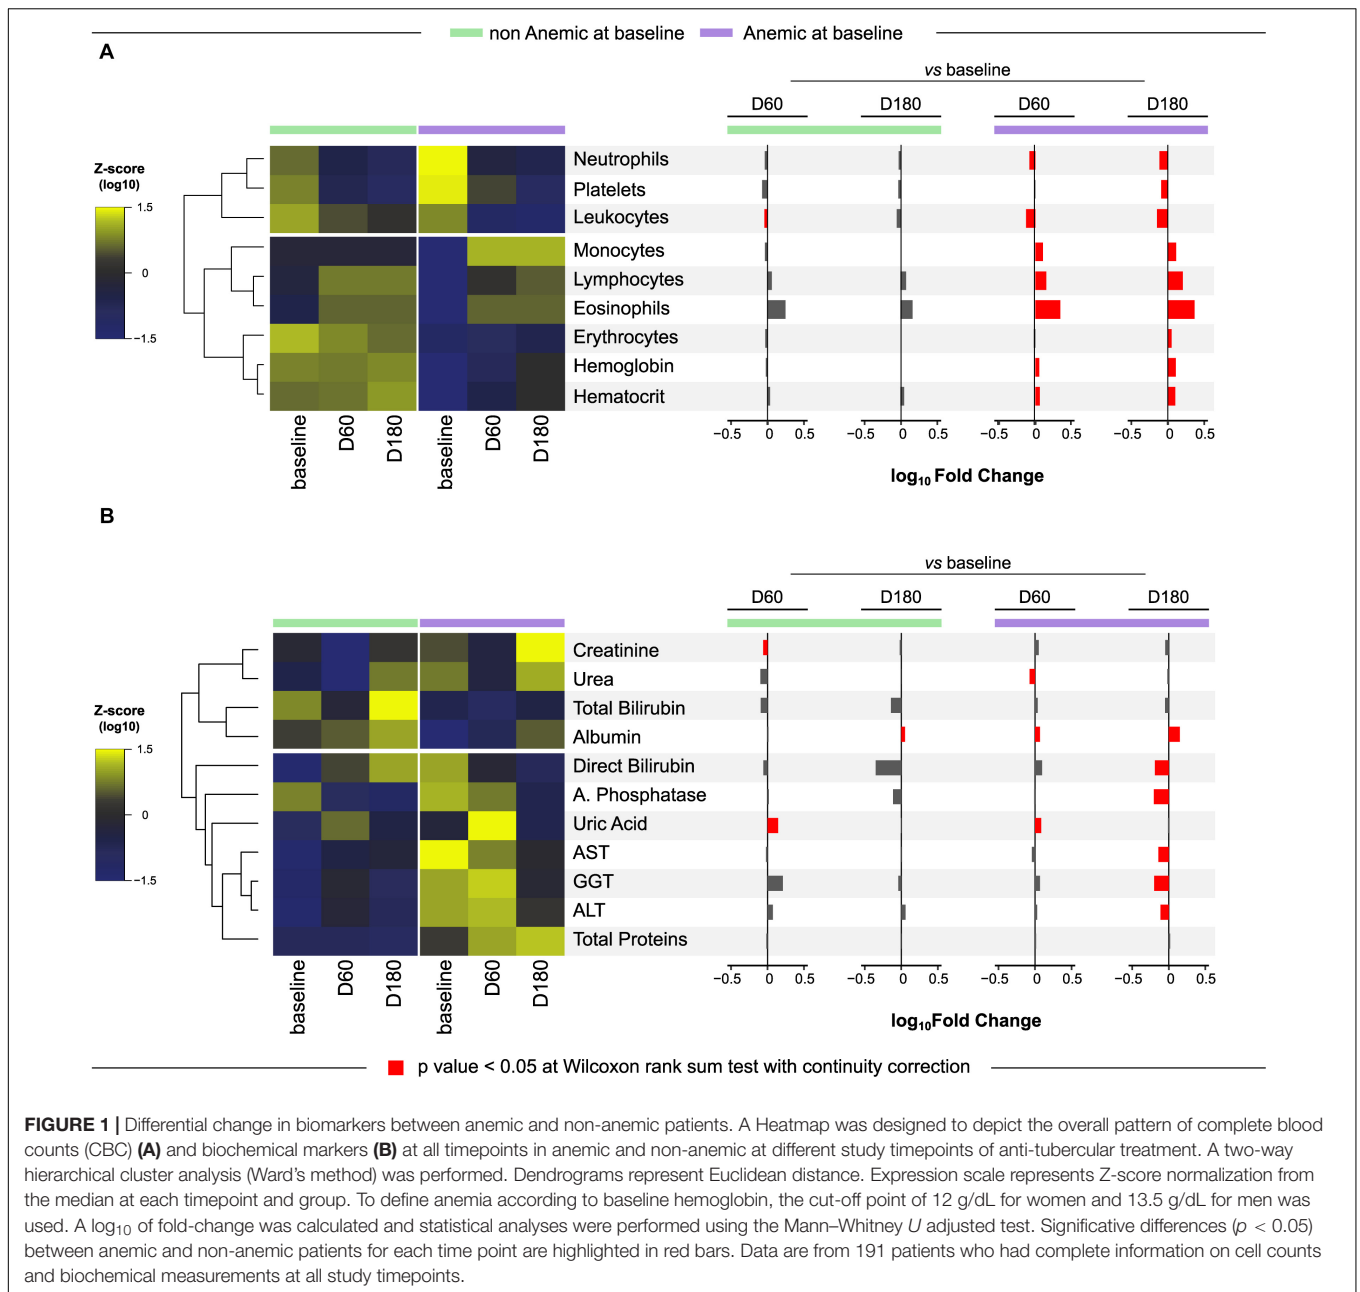 non Anemic at baseline
Anemic at baseline
A
vs baseline
D60
D180
D60
D180
Z-score
(log10)
1.5
0
−1.5
Neutrophils
Platelets
Leukocytes
Monocytes
Lymphocytes
Eosinophils
Erythrocytes
Hemoglobin
Hematocrit
baseline
D60
D180
baseline
D60
D180
−0.5 0 0.5
−0.5 0 0.5
−0.5 0 0.5
−0.5 0 0.5
log10 Fold Change
B
vs baseline
D60
D180
D60
D180
Z-score
(log10)
1.5
0
−1.5
Creatinine
Urea
Total Bilirubin
Albumin
Direct Bilirubin
A. Phosphatase
Uric Acid
AST
GGT
ALT
Total Proteins
baseline
D60
D180
baseline
D60
D180
−0.5 0 0.5
−0.5 0 0.5
−0.5 0 0.5
−0.5 0 0.5
log10Fold Change
p value < 0.05 at Wilcoxon rank sum test with continuity correction
FIGURE 1 | Differential change in biomarkers between anemic and non-anemic patients. A Heatmap was designed to depict the overall pattern of complete blood
counts (CBC) (A) and biochemical markers (B) at all timepoints in anemic and non-anemic at different study timepoints of anti-tubercular treatment. A two-way
hierarchical cluster analysis (Ward's method) was performed. Dendrograms represent Euclidean distance. Expression scale represents Z-score normalization from
the median at each timepoint and group. To define anemia according to baseline hemoglobin, the cut-off point of 12 g/dL for women and 13.5 g/dL for men was
used. A log10 of fold-change was calculated and statistical analyses were performed using the Mann–Whitney U adjusted test. Significative differences (p < 0.05)
between anemic and non-anemic patients for each time point are highlighted in red bars. Data are from 191 patients who had complete information on cell counts
and biochemical measurements at all study timepoints.